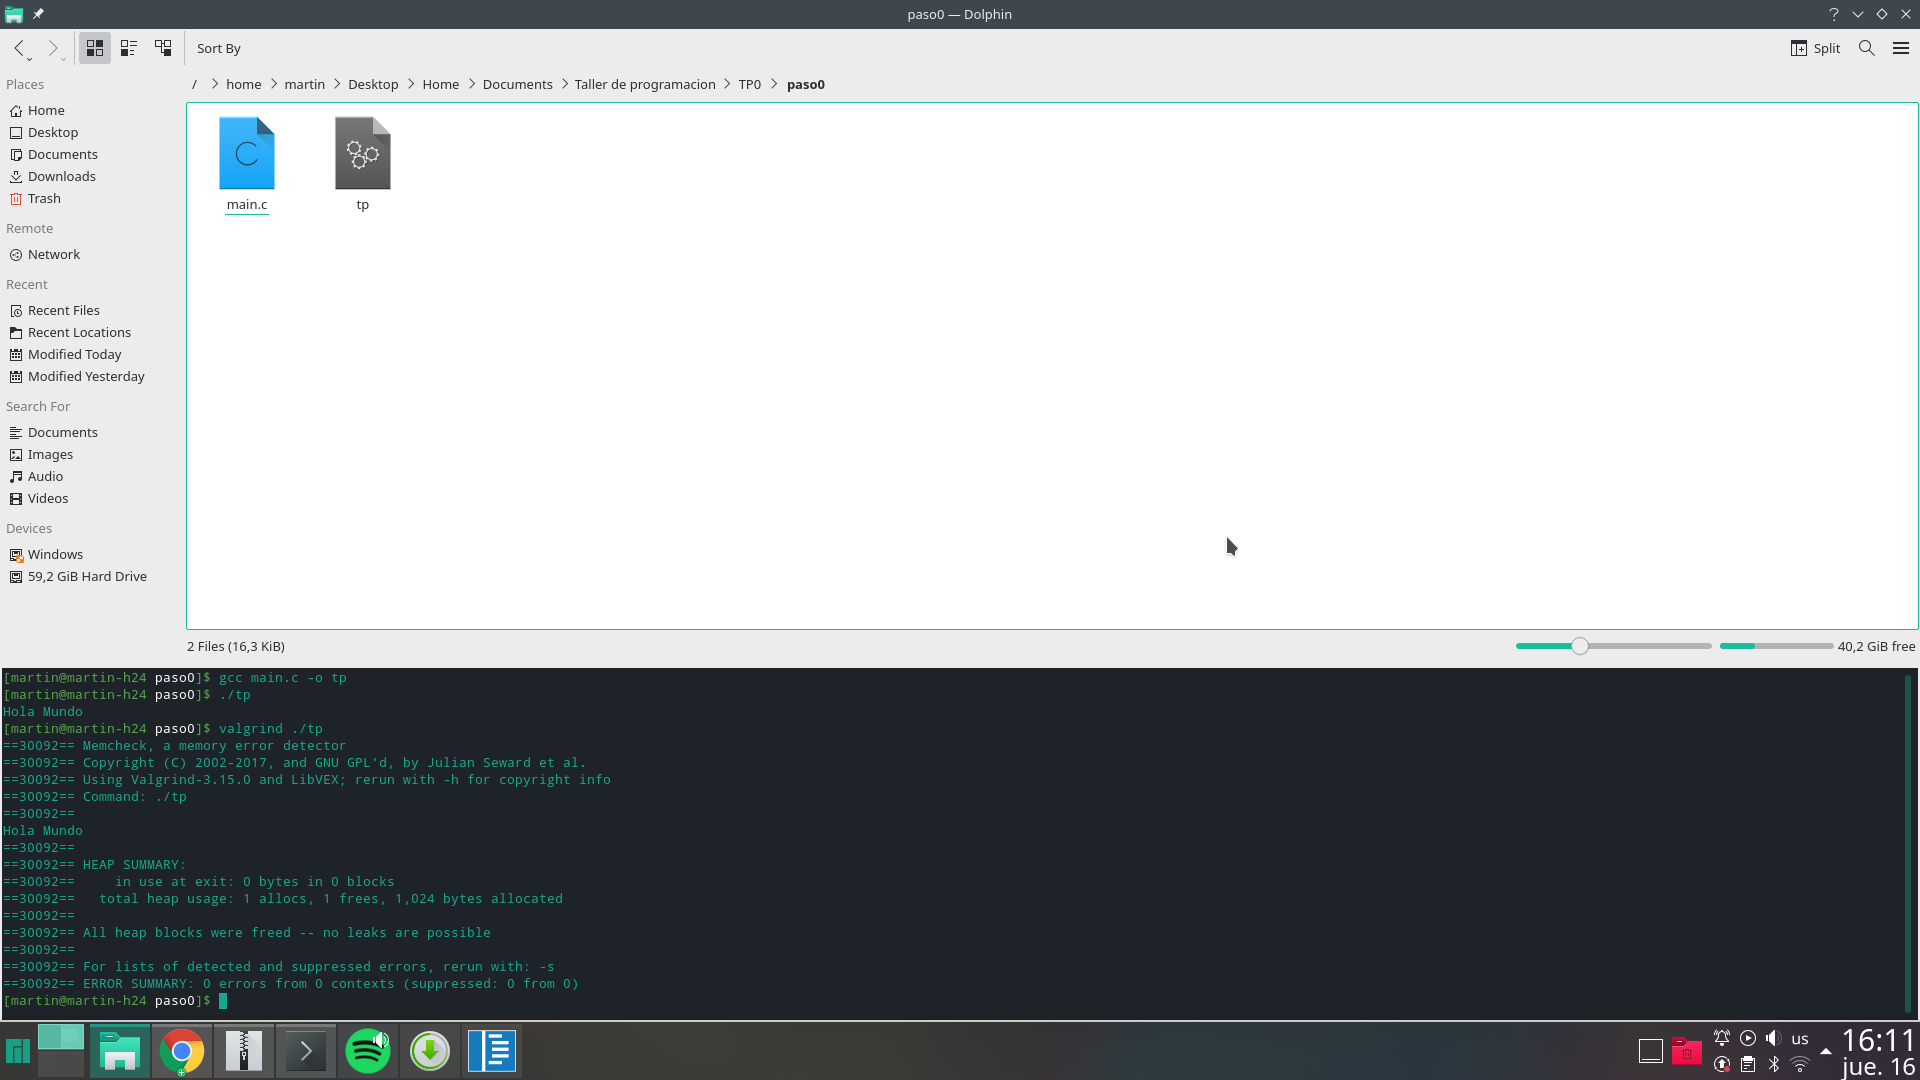 paso0 — Dolphin
Sort By
Split
Places
/ > home > martin > Desktop > Home > Documents > Taller de programacion > TP0 > paso0
Home
Desktop
Documents
Downloads
Trash
Remote
Network
Recent
Recent Files
Recent Locations
Modified Today
Modified Yesterday
Search For
Documents
Images
Audio
Videos
Devices
Windows
59,2 GiB Hard Drive
C
main.c
tp
2 Files (16,3 KiB)
40,2 GiB free
[martin@martin-h24 paso0]$ gcc main.c -o tp
[martin@martin-h24 paso0]$ ./tp
Hola Mundo
[martin@martin-h24 paso0]$ valgrind ./tp
==30092== Memcheck, a memory error detector
==30092== Copyright (C) 2002-2017, and GNU GPL'd, by Julian Seward et al.
==30092== Using Valgrind-3.15.0 and LibVEX; rerun with -h for copyright info
==30092== Command: ./tp
==30092==
Hola Mundo
==30092==
==30092== HEAP SUMMARY:
==30092==     in use at exit: 0 bytes in 0 blocks
==30092==   total heap usage: 1 allocs, 1 frees, 1,024 bytes allocated
==30092==
==30092== All heap blocks were freed -- no leaks are possible
==30092==
==30092== For lists of detected and suppressed errors, rerun with: -s
==30092== ERROR SUMMARY: 0 errors from 0 contexts (suppressed: 0 from 0)
[martin@martin-h24 paso0]$
us
16:11
jue. 16